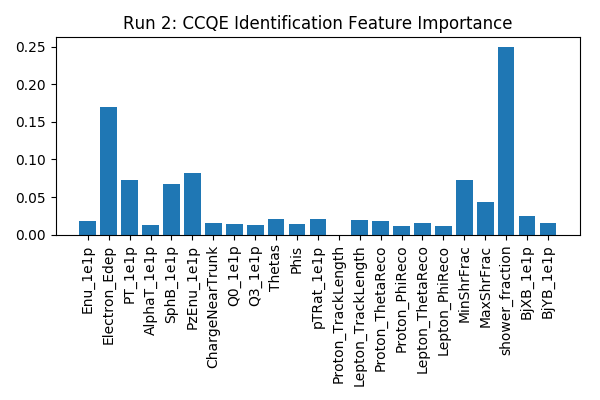 Run 2: CCQE Identification Feature Importance
0.25
0.20
0.15
0.10
0.05
0.00
Enu_1e1p
Electron_Edep
PT_1e1p
AlphaT_1e1p
SphB_1e1p
PzEnu_1e1p
ChargeNearTrunk
Q0_1e1p
Q3_1e1p
Thetas
Phis
pTRat_1e1p
Proton_TrackLength
Lepton_TrackLength
Proton_ThetaReco
Proton_PhiReco
Lepton_ThetaReco
Lepton_PhiReco
MinShrFrac
MaxShrFrac
shower_fraction
BjXB_1e1p
BjYB_1e1p